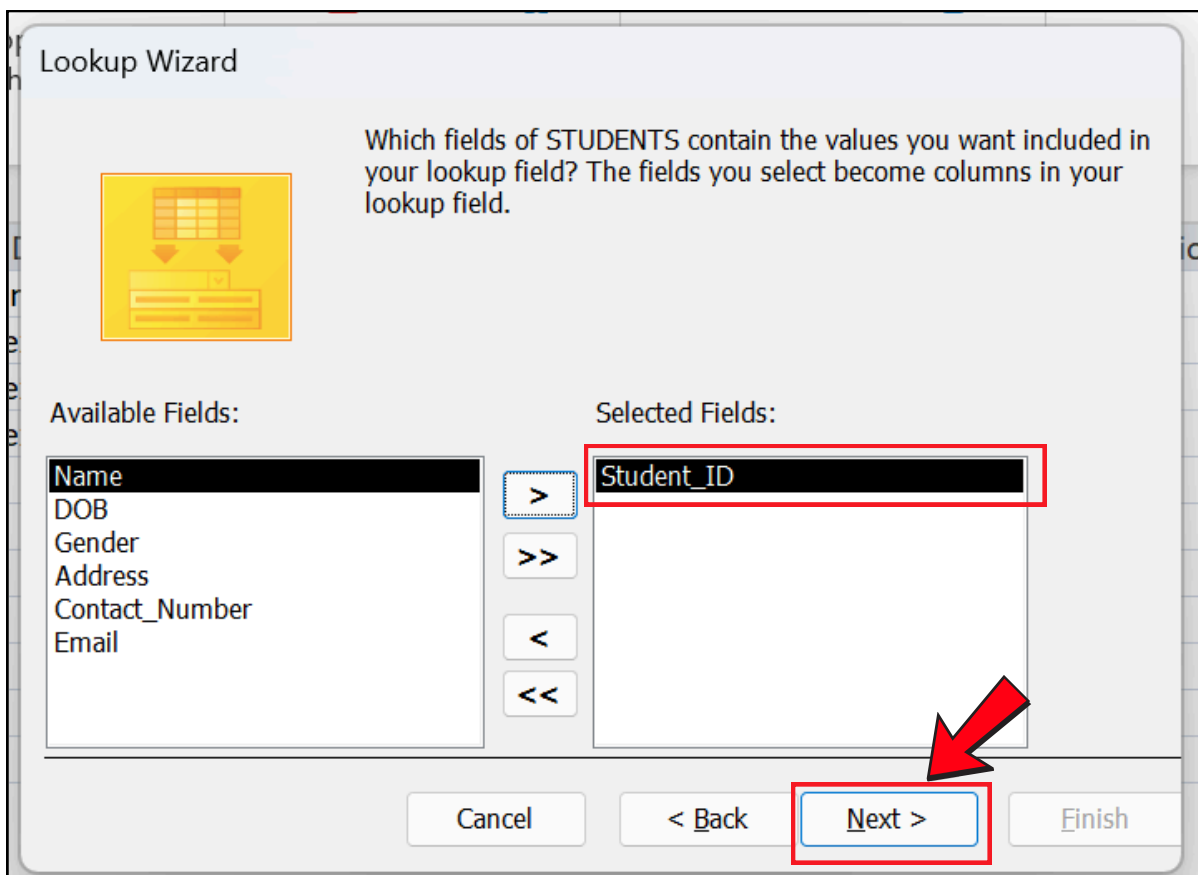 Lookup Wizard
Which fields of STUDENTS contain the values you want included in
your lookup field? The fields you select become columns in your
lookup field.
Available Fields:
Selected Fields:
Name
DOB
Gender
Address
Contact_Number
Email
>
>>
<
<<
Student_ID
Cancel
< Back
Next >
Finish